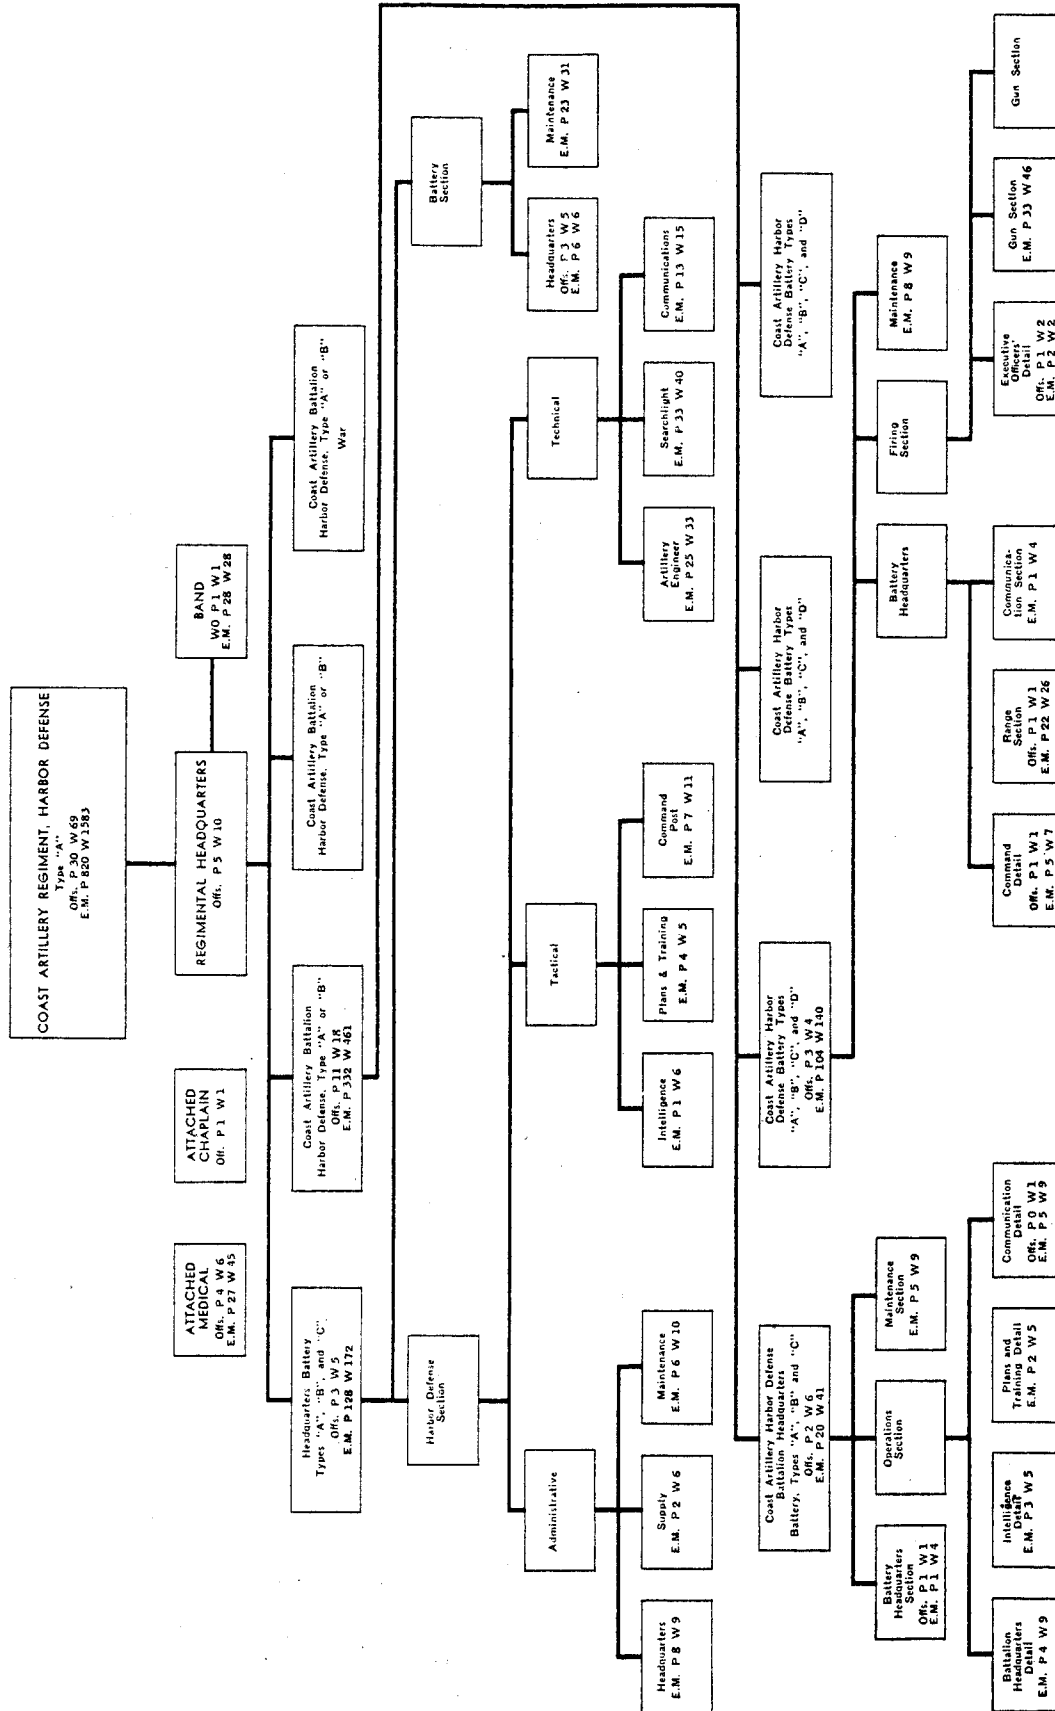 COAST ARTILLERY REGIMENT, HARBOR DEFENSE
Type "A"
Offs. P 30 W 69
E.M. P 820 W 1583
ATTACHED
MEDICAL
Offs. P 4 W 6
E.M. P 27 W 45
ATTACHED
CHAPLAIN
Off. P 1 W 1
REGIMENTAL HEADQUARTERS
Offs. P 5 W 10
BAND
WO P 1 W 1
E.M. P 28 W 28
Headquarters Battery
Types "A", "B", and "C"
Offs. P 3 W 5
E.M. P 128 W 172
Coast Artillery Battalion
Harbor Defense, Type "A" or "B"
Offs. P 11 W 18
E.M. P 332 W 461
Coast Artillery Battalion
Harbor Defense, Type "A" or "B"
Coast Artillery Battalion
Harbor Defense, Type "A" or "B"
War
Harbor Defense
Section
Battery
Section
Administrative
Tactical
Technical
Headquarters
Offs. P 3 W 5
E.M. P 6 W 6
Maintenance
E.M. P 23 W 31
Headquarters
E.M. P 8 W 9
Supply
E.M. P 2 W 6
Maintenance
E.M. P 6 W 10
Intelligence
E.M. P 1 W 6
Plans & Training
E.M. P 4 W 5
Command
Post
E.M. P 7 W 11
Artillery
Engineer
E.M. P 25 W 33
Searchlight
E.M. P 33 W 40
Communications
E.M. P 13 W 15
Coast Artillery Harbor Defense
Battalion Headquarters
Battery, Types "A", "B" and "C"
Offs. P 2 W 6
E.M. P 20 W 41
Coast Artillery Harbor
Defense Battery Types
"A", "B", "C", and "D"
Offs. P 3 W 4
E.M. P 104 W 140
Coast Artillery Harbor
Defense Battery Types
"A", "B", "C", and "D"
Coast Artillery Harbor
Defense Battery Types
"A", "B", "C", and "D"
Battery
Headquarters
Section
Offs. P 1 W 1
E.M. P 1 W 4
Operations
Section
Maintenance
Section
E.M. P 5 W 9
Battery
Headquarters
Firing
Section
Maintenance
E.M. P 8 W 9
Battalion
Headquarters
Detail
E.M. P 4 W 9
Intelligence
Detail
E.M. P 3 W 5
Plans and
Training Detail
E.M. P 2 W 5
Communication
Detail
Offs. P 0 W 1
E.M. P 5 W 9
Command
Detail
Offs. P 1 W 1
E.M. P 5 W 7
Range
Section
Offs. P 1 W 1
E.M. P 22 W 26
Communica-
tion Section
E.M. P 1 W 4
Executive
Officers'
Detail
Offs. P 1 W 2
E.M. P 2 W 2
Gun Section
E.M. P 33 W 46
Gun Section